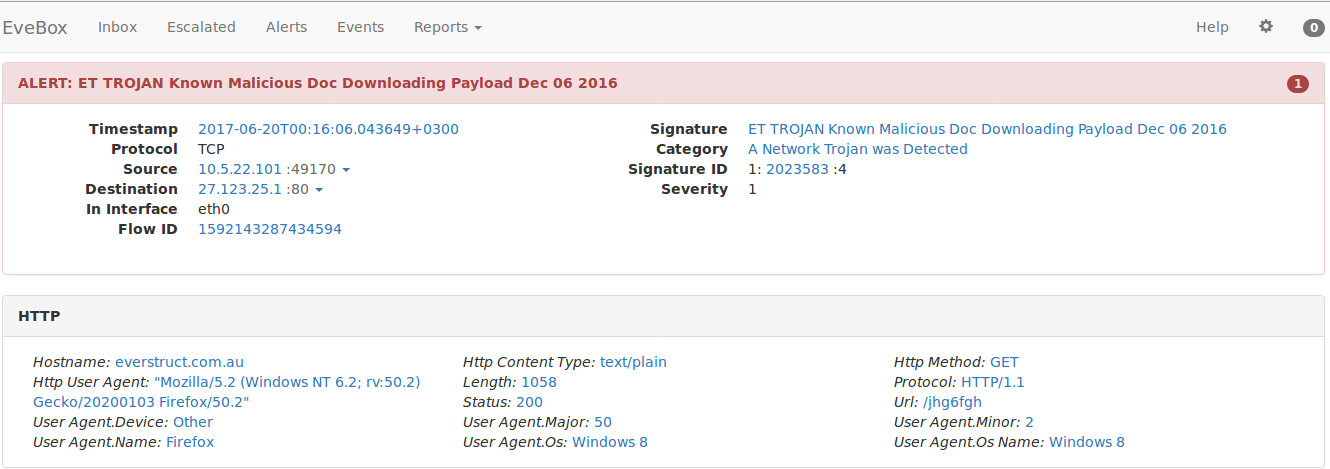 EveBox Inbox Escalated Alerts Events Reports Help 0
ALERT: ET TROJAN Known Malicious Doc Downloading Payload Dec 06 2016 1
Timestamp 2017-06-20T00:16:06.043649+0300 Signature ET TROJAN Known Malicious Doc Downloading Payload Dec 06 2016
Protocol TCP Category A Network Trojan was Detected
Source 10.5.22.101 :49170 Signature ID 1: 2023583 :4
Destination 27.123.25.1 :80 Severity 1
In Interface eth0
Flow ID 1592143287434594
HTTP
Hostname: everstruct.com.au Http Content Type: text/plain Http Method: GET
Http User Agent: "Mozilla/5.2 (Windows NT 6.2; rv:50.2) Length: 1058 Protocol: HTTP/1.1
Gecko/20200103 Firefox/50.2" Status: 200 Url: /jhg6fgh
User Agent.Device: Other User Agent.Major: 50 User Agent.Minor: 2
User Agent.Name: Firefox User Agent.Os: Windows 8 User Agent.Os Name: Windows 8